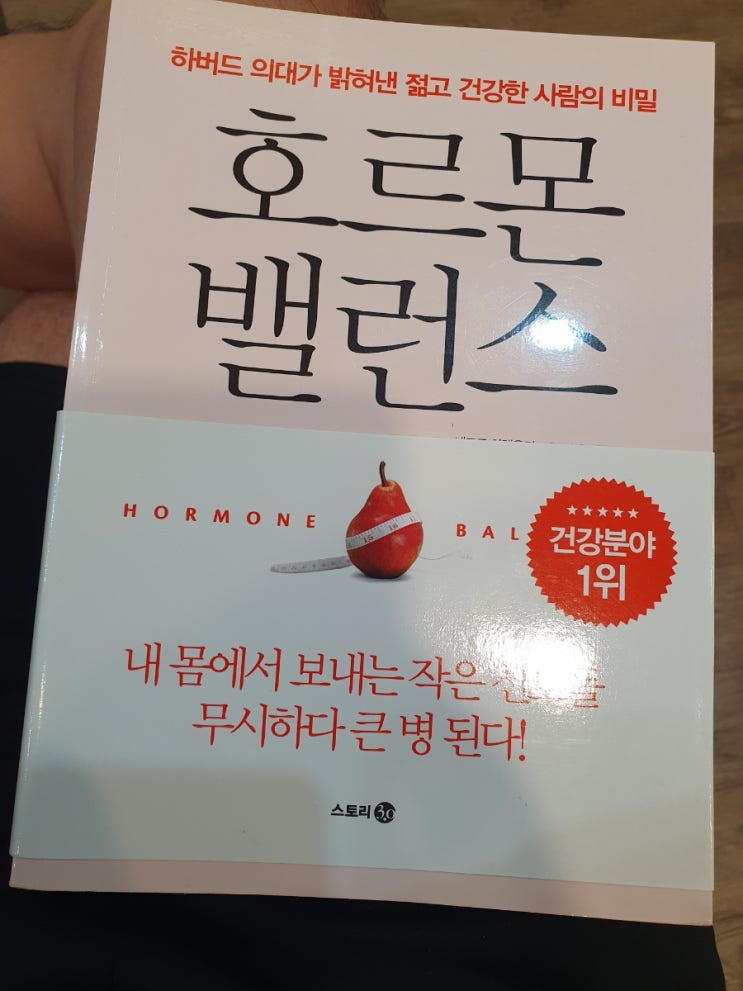 하버드 의대가 밝혀낸 젊고 건강한 사람의 비밀
호르몬
밸런스
HORMONE BAL
★★★★★
건강분야
1위
내 몸에서 보내는 작은
무시하다 큰 병 된다!
스토리 3.0